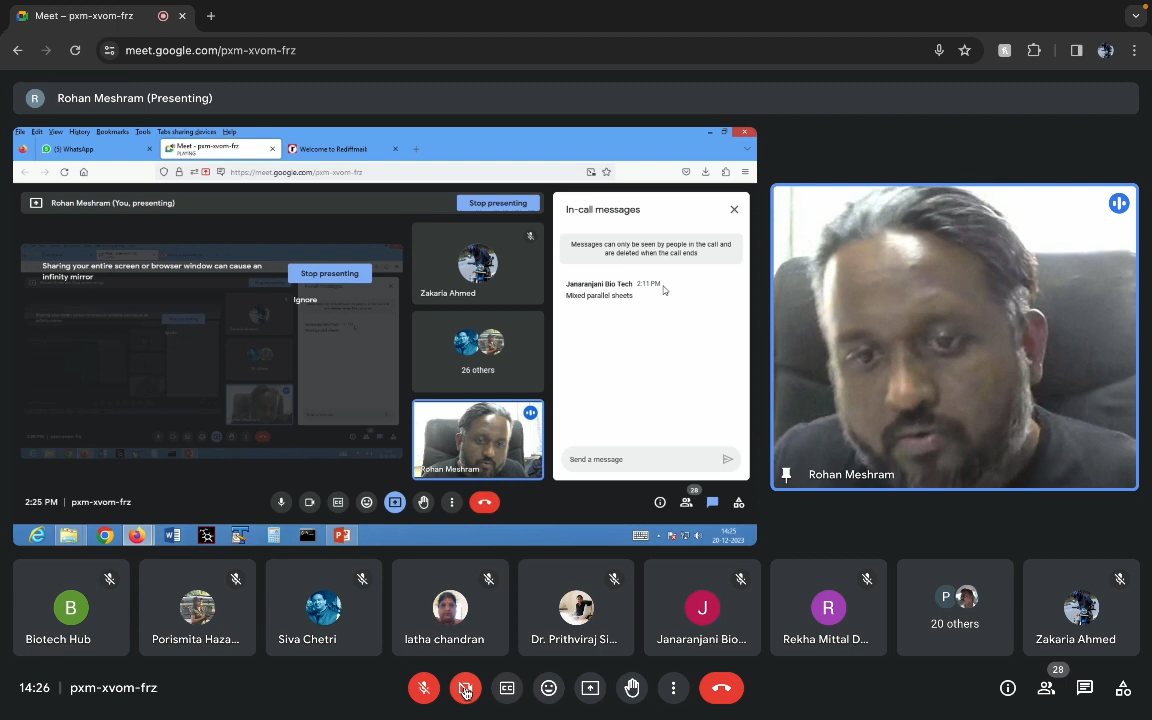 Meet – pxm-xvom-frz
meet.google.com/pxm-xvom-frz
R
Rohan Meshram (Presenting)
File Edit View History Bookmarks Tools Tabs sharing devices Help
(5) WhatsApp
Meet - pxm-xvom-frz
PLAYING
Welcome to Rediffmail
https://meet.google.com/pxm-xvom-frz
Rohan Meshram (You, presenting)
Stop presenting
Sharing your entire screen or browser window can cause an
infinity mirror
Stop presenting
Ignore
Zakaria Ahmed
26 others
Rohan Meshram
In-call messages
Messages can only be seen by people in the call and
are deleted when the call ends
Janaranjani Bio Tech 2:11 PM
Mixed parallel sheets
Send a message
2:25 PM | pxm-xvom-frz
28
14:25
20-12-2023
Rohan Meshram
B
Biotech Hub
Porismita Haza...
Siva Chetri
latha chandran
Dr. Prithviraj Si...
J
Janaranjani Bio...
R
Rekha Mittal D...
P
20 others
Zakaria Ahmed
14:26 | pxm-xvom-frz
28